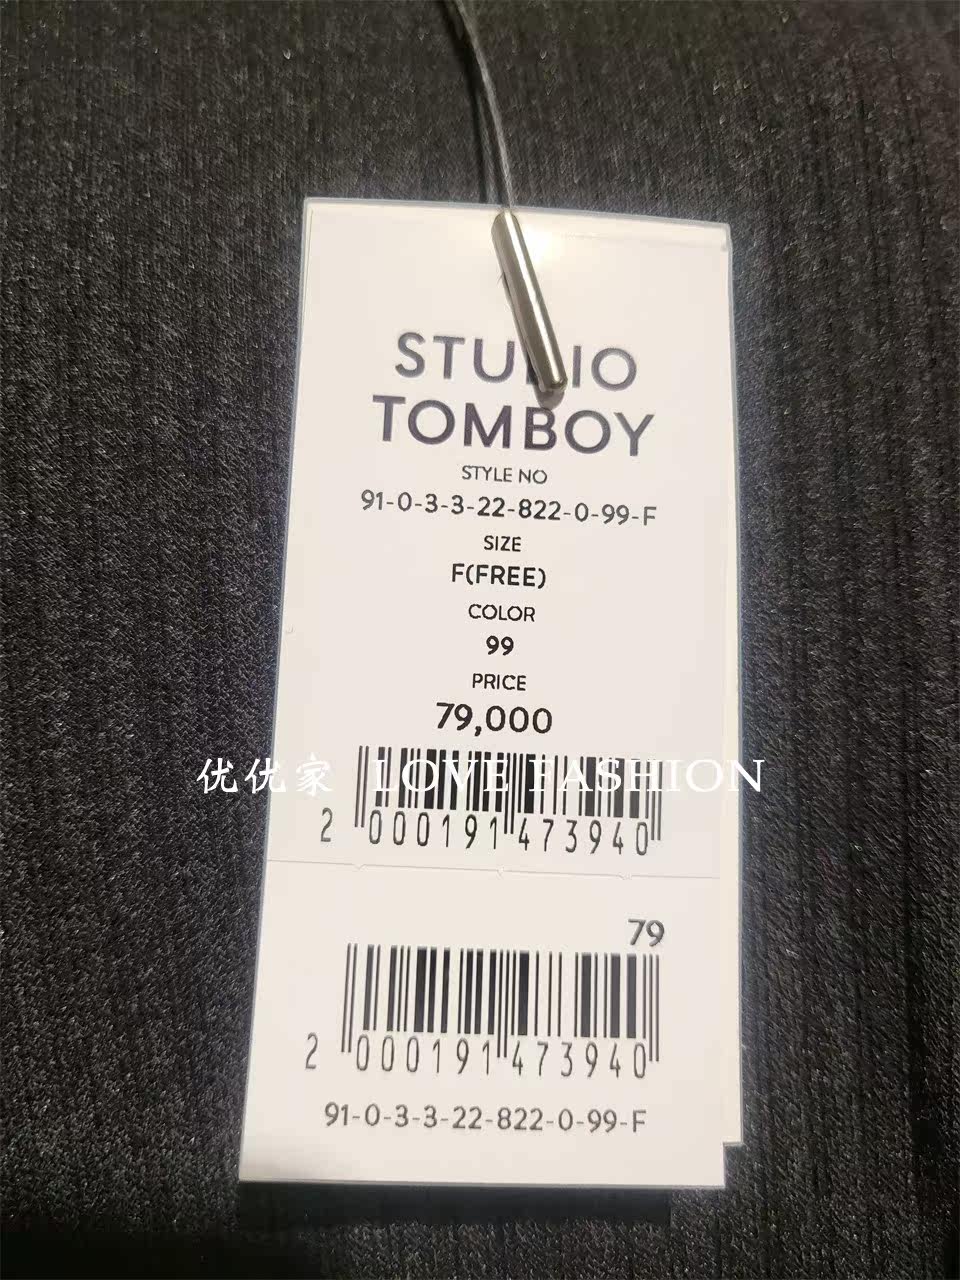 STUDIO
TOMBOY
STYLE NO
91-0-3-3-22-822-0-99-F
SIZE
F(FREE)
COLOR
99
PRICE
79,000
优优家 LOVE FASHION
2 000191 473940
79
2 000191 473940
91-0-3-3-22-822-0-99-F